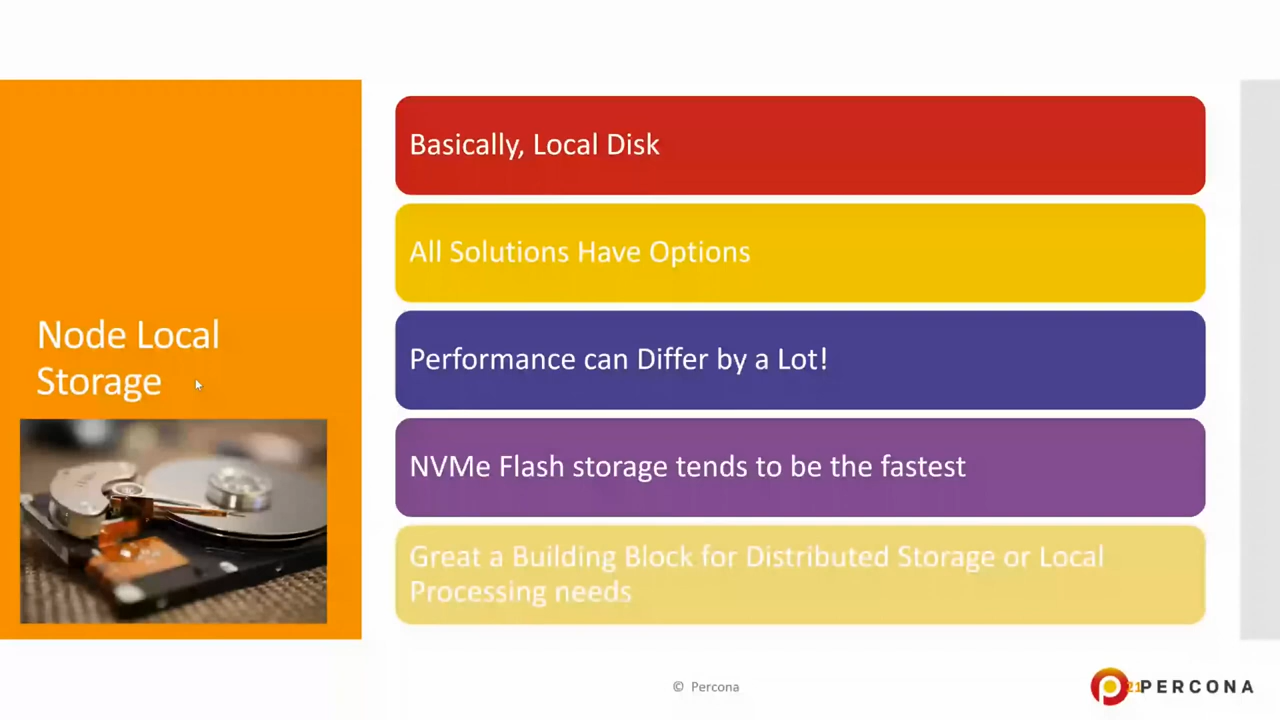 Node Local
Storage
Basically, Local Disk
All Solutions Have Options
Performance can Differ by a Lot!
NVMe Flash storage tends to be the fastest
Great a Building Block for Distributed Storage or Local
Processing needs
© Percona
21
PERCONA